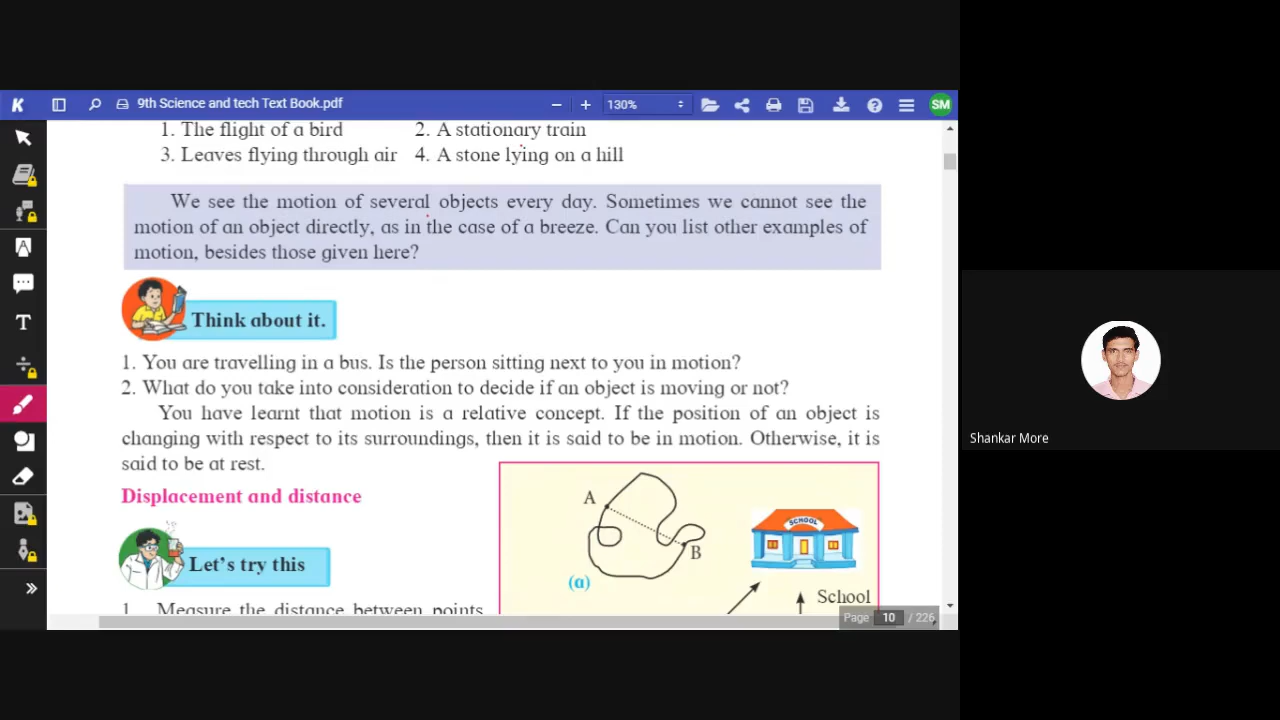 K 9th Science and tech Text Book.pdf 130% SM
1. The flight of a bird 2. A stationary train
3. Leaves flying through air 4. A stone lying on a hill
We see the motion of several objects every day. Sometimes we cannot see the
motion of an object directly, as in the case of a breeze. Can you list other examples of
motion, besides those given here?
Think about it.
1. You are travelling in a bus. Is the person sitting next to you in motion?
2. What do you take into consideration to decide if an object is moving or not?
You have learnt that motion is a relative concept. If the position of an object is
changing with respect to its surroundings, then it is said to be in motion. Otherwise, it is
said to be at rest.
Displacement and distance
Let's try this
1. Measure the distance between points
A
B
(a)
SCHOOL
School
Page 10 / 226
Shankar More